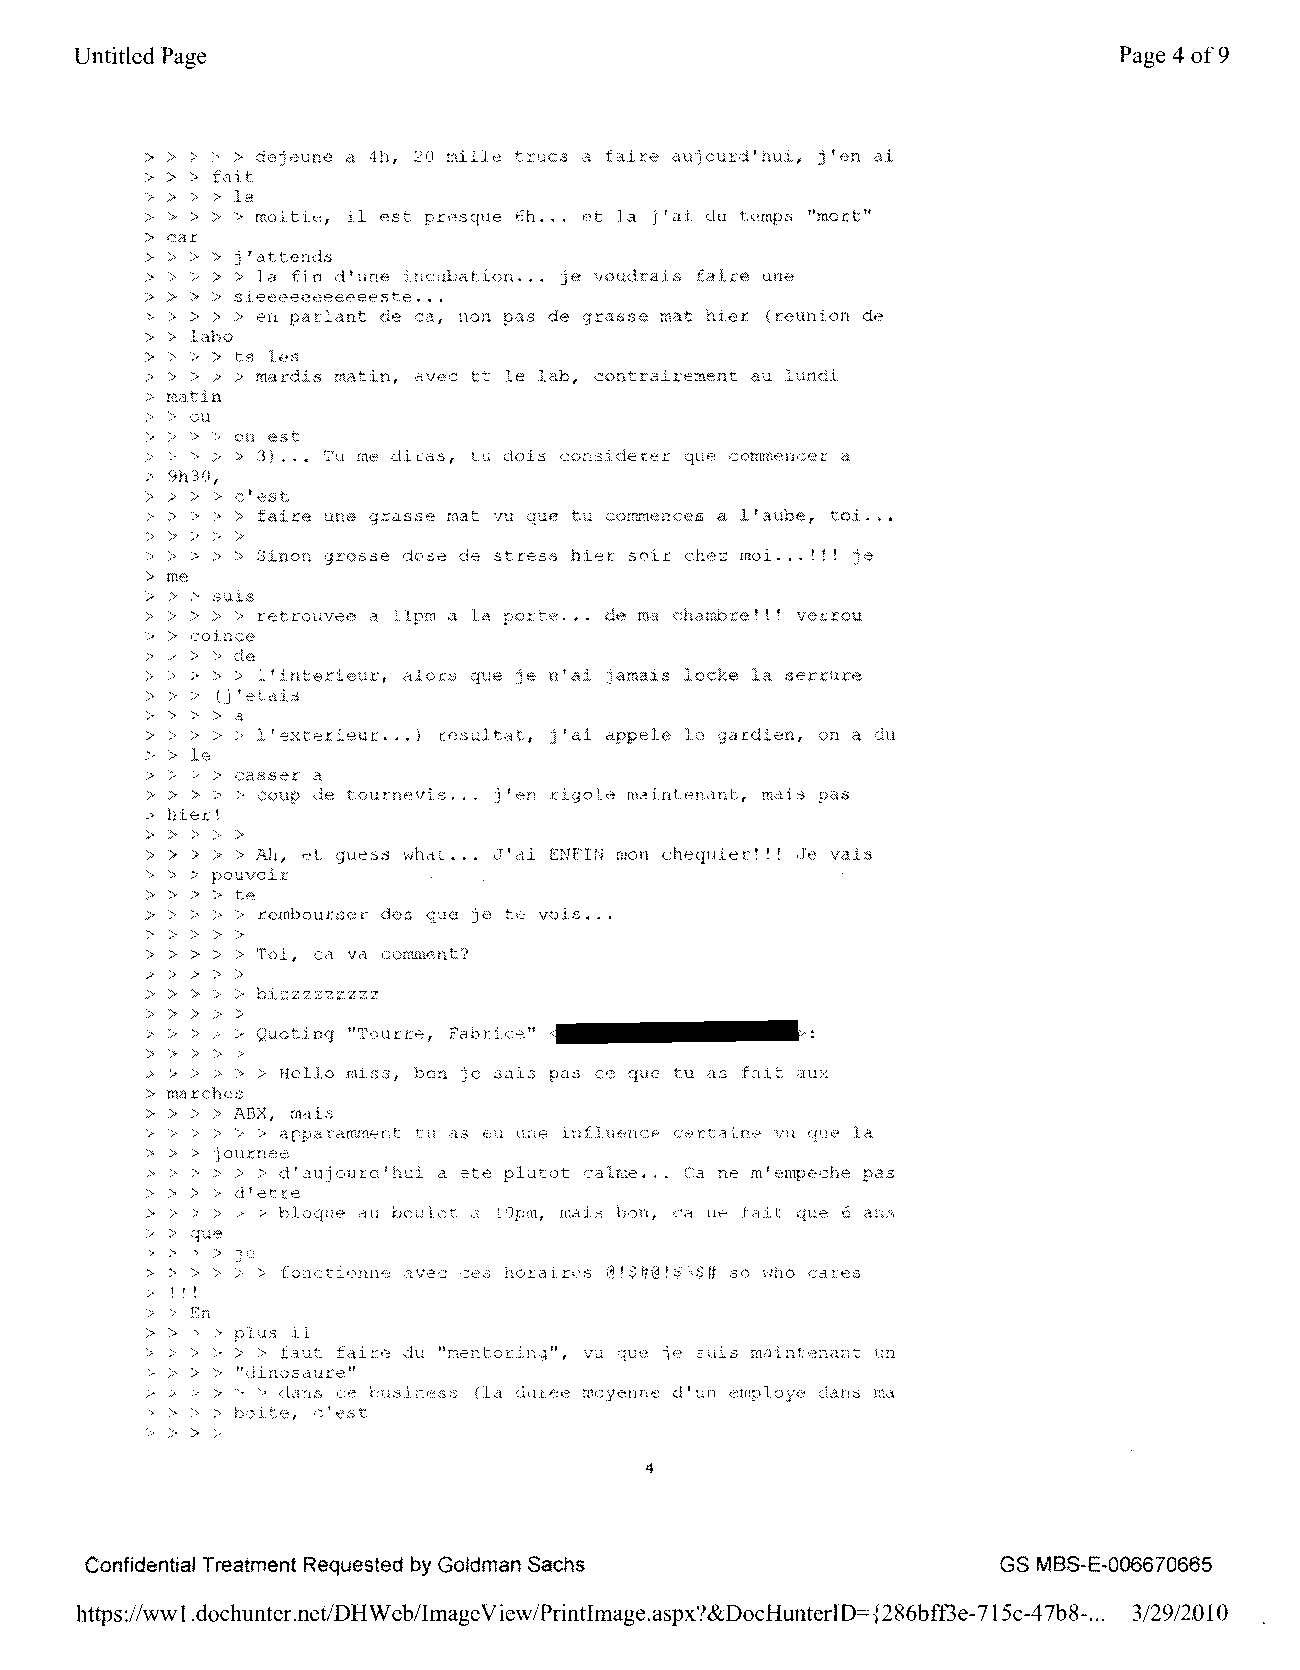 Untitled Page
Page 4 of 9
> > > > > dejeune a 4h, 20 mille trucs a faire aujourd'hui, j'en ai
> > > fait
> > > > la
> > > > > moitie, il est presque 6h... et la j'ai du temps "mort"
> car
> > > > j'attends
> > > > > la fin d'une incubation... je voudrais faire une
> > > > sieeeeeeeeeeste...
> > > > > en parlant de ca, non pas de grasse mat hier (reunion de
> > labo
> > > > ts les
> > > > > mardis matin, avec tt le lab, contrairement au lundi
> matin
> > ou
> > > > on est
> > > > > 3)... Tu me diras, tu dois considerer que commencer a
> 9h30,
> > > > c'est
> > > > > faire une grasse mat vu que tu commences a l'aube, toi...
> > > > >
> > > > > Sinon grosse dose de stress hier soir chez moi...!!! je
> me
> > > suis
> > > > > retrouvee a 11pm a la porte... de ma chambre!!! verrou
> > coince
> > > > de
> > > > > l'interieur, alors que je n'ai jamais locke la serrure
> > > (j'etais
> > > > a
> > > > > l'exterieur...) resultat, j'ai appele le gardien, on a du
> > le
> > > > casser a
> > > > > coup de tournevis... j'en rigole maintenant, mais pas
> hier!
> > > > >
> > > > > Ah, et guess what... J'ai ENFIN mon chequier!!! Je vais
> > > pouvoir
> > > > te
> > > > > rembourser des que je te vois...
> > > > >
> > > > > Toi, ca va comment?
> > > > >
> > > > > bizzzzzzzzz
> > > > >
> > > > > Quoting "Tourre, Fabrice" < >:
> > > > >
> > > > > > Hello miss, bon je sais pas ce que tu as fait aux
> marches
> > > > ABX, mais
> > > > > > apparamment tu as eu une influence certaine vu que la
> > > journee
> > > > > > d'aujourd'hui a ete plutot calme... Ca ne m'empeche pas
> > > > d'etre
> > > > > > bloque au boulot a 10pm, mais bon, ca ne fait que 6 ans
> > que
> > > > je
> > > > > > fonctionne avec ces horaires @!$#@!$%$# so who cares
> !!!
> > En
> > > > plus il
> > > > > > faut faire du "mentoring", vu que je suis maintenant un
> > > > "dinosaure"
> > > > > > dans ce business (la duree moyenne d'un employe dans ma
> > > > boite, c'est
> > > >
4
Confidential Treatment Requested by Goldman Sachs
GS MBS-E-006670665
https://ww1.dochunter.net/DHWeb/ImageView/PrintImage.aspx?&DocHunterID={286bff3e-715c-47b8-... 3/29/2010